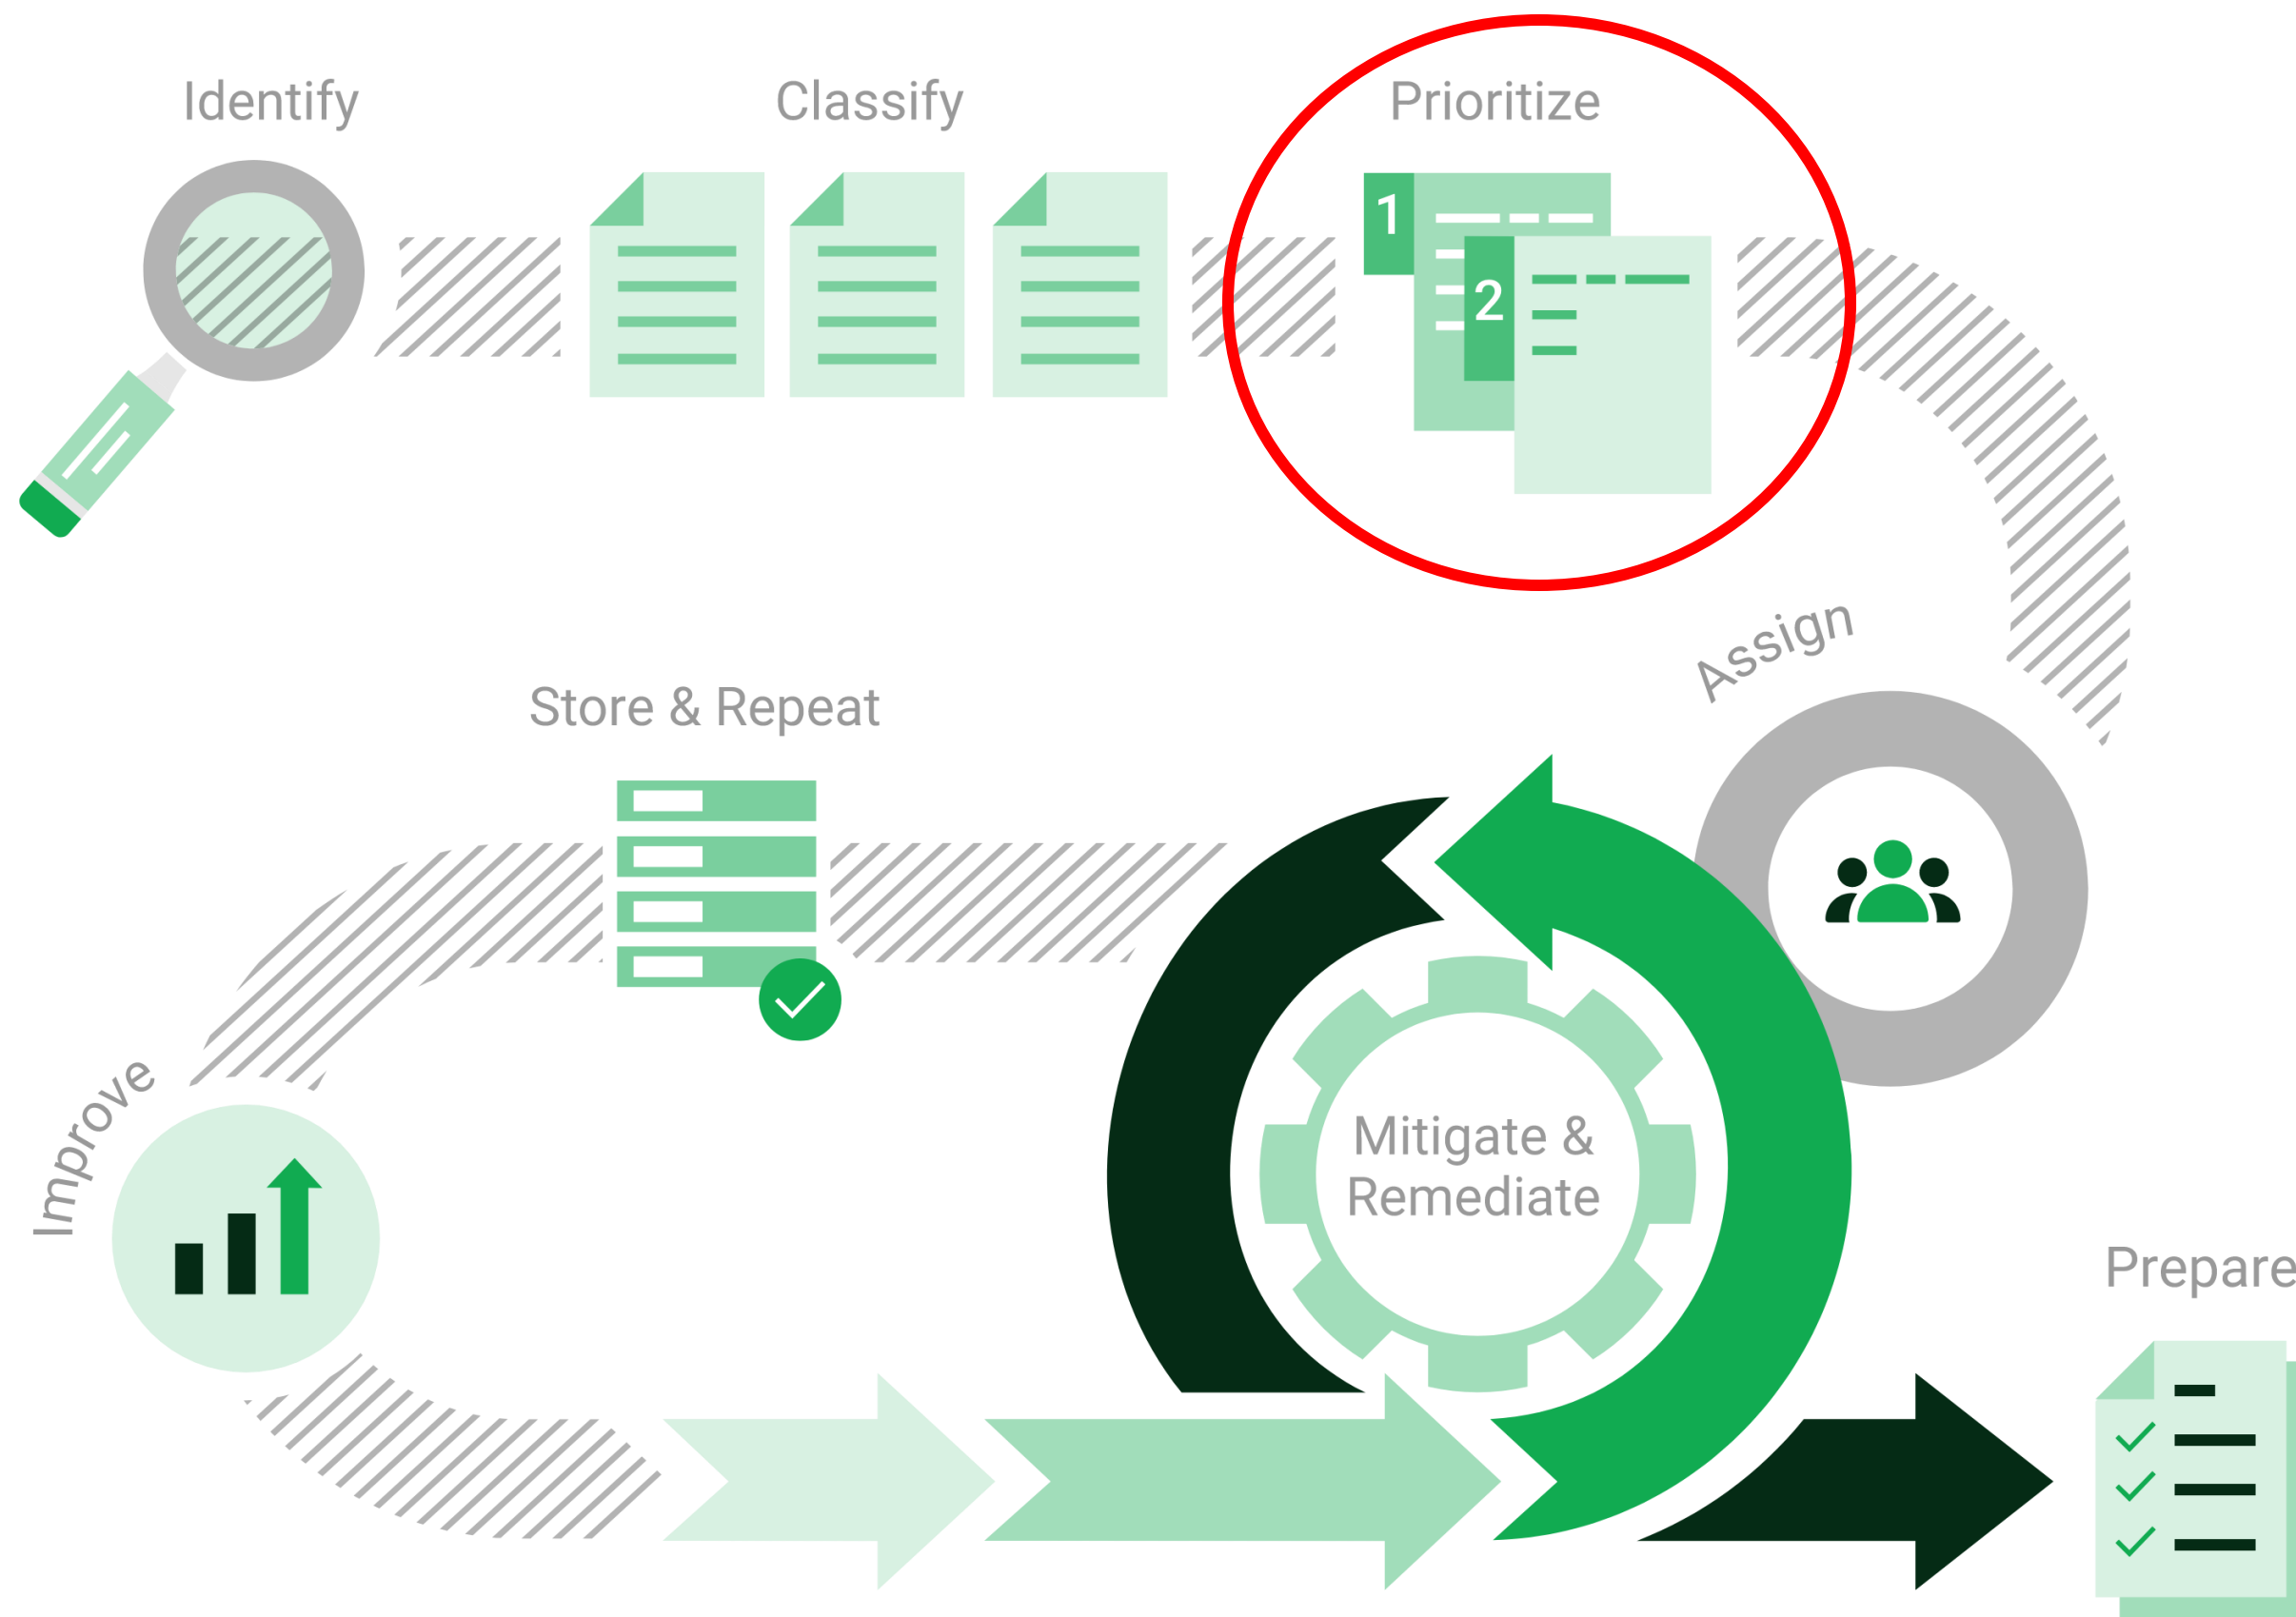 Identify
Classify
Prioritize
1
2
Assign
Store & Repeat
Improve
Mitigate &
Remediate
Prepare